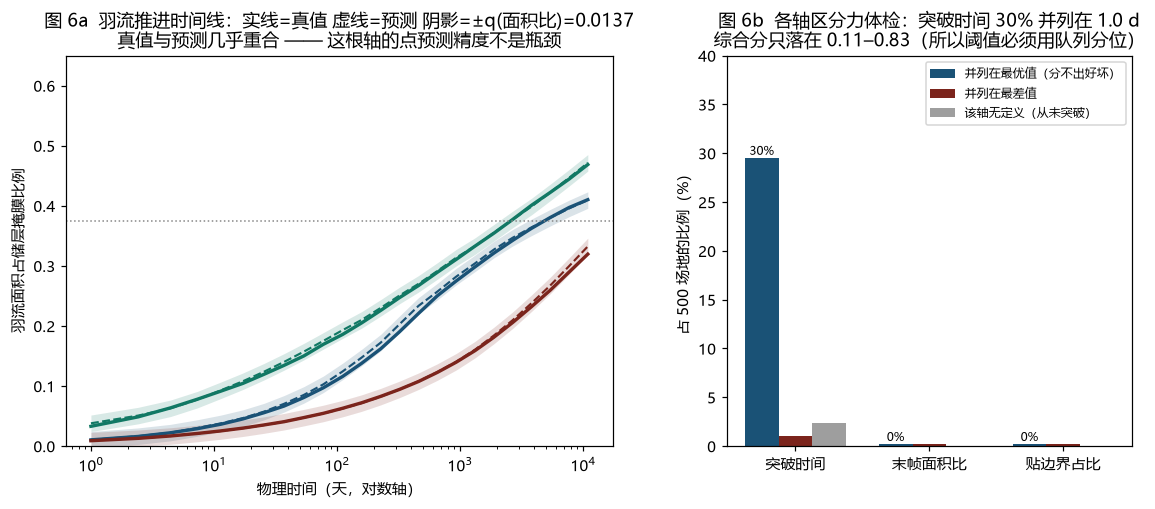 图 6a  羽流推进时间线：实线=真值 虚线=预测 阴影=±q(面积比)=0.0137
真值与预测几乎重合 —— 这根轴的点预测精度不是瓶颈
羽流面积占储层掩膜比例
0.6
0.5
0.4
0.3
0.2
0.1
0.0
10⁰
10¹
10²
10³
10⁴
物理时间（天，对数轴）
图 6b  各轴区分力体检：突破时间 30% 并列在 1.0 d
综合分只落在 0.11–0.83（所以阈值必须用队列分位）
占 500 场地的比例（%）
40
35
30
25
20
15
10
5
0
并列在最优值（分不出好坏）
并列在最差值
该轴无定义（从未突破）
30%
0%
0%
突破时间
末帧面积比
贴边界占比